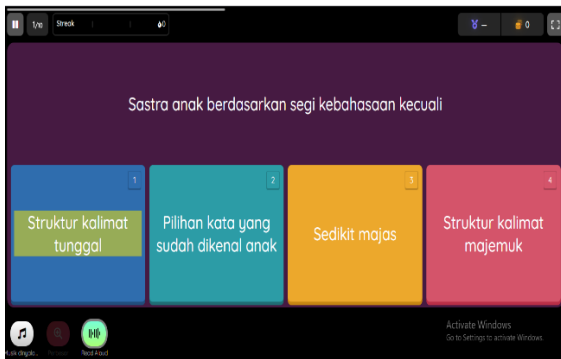 1/10 Streak 0 – 0
Sastra anak berdasarkan segi kebahasaan kecuali
1
Struktur kalimat
tunggal
2
Pilihan kata yang
sudah dikenal anak
3
Sedikit majas
4
Struktur kalimat
majemuk
Read Aloud
Activate Windows
Go to Settings to activate Windows.